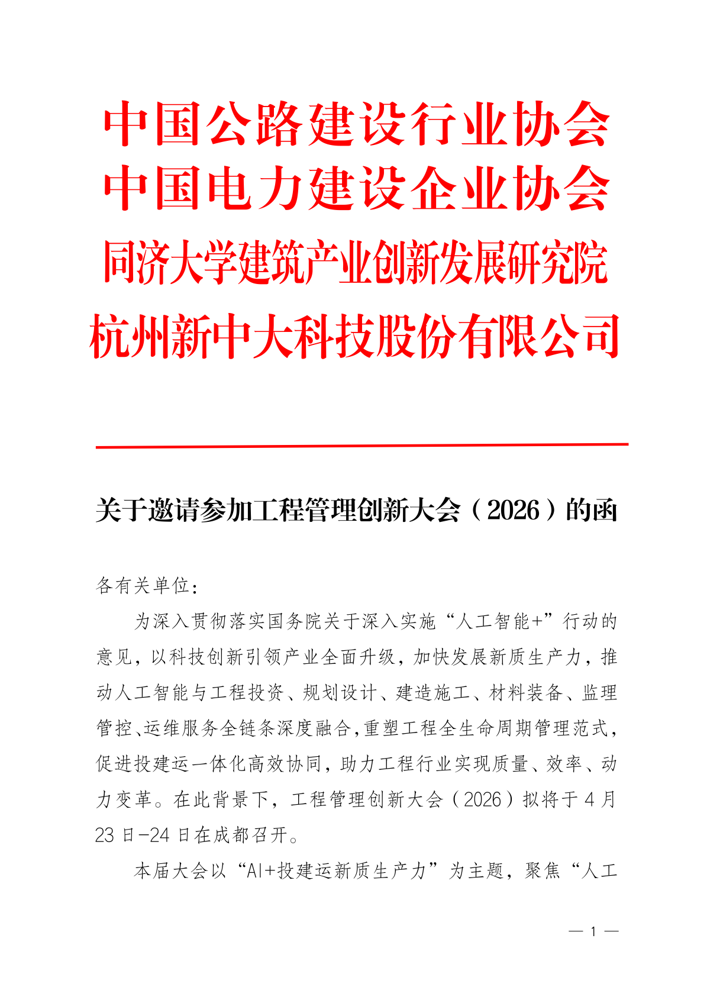 中国公路建设行业协会
中国电力建设企业协会
同济大学建筑产业创新发展研究院
杭州新中大科技股份有限公司
关于邀请参加工程管理创新大会（2026）的函
各有关单位：
为深入贯彻落实国务院关于深入实施“人工智能+”行动的
意见，以科技创新引领产业全面升级，加快发展新质生产力，推
动人工智能与工程投资、规划设计、建造施工、材料装备、监理
管控、运维服务全链条深度融合，重塑工程全生命周期管理范式，
促进投建运一体化高效协同，助力工程行业实现质量、效率、动
力变革。在此背景下，工程管理创新大会（2026）拟将于 4 月
23 日-24 日在成都召开。
本届大会以“AI+投建运新质生产力”为主题，聚焦“人工
— 1 —